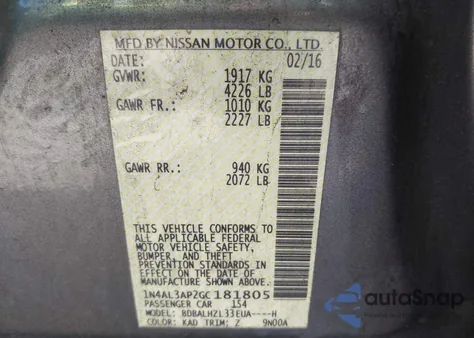 MFD BY NISSAN MOTOR CO., LTD.
DATE: 02/16
GVWR: 1917 KG
4226 LB
GAWR FR.: 1010 KG
2227 LB
GAWR RR.: 940 KG
2072 LB
THIS VEHICLE CONFORMS TO
ALL APPLICABLE FEDERAL
MOTOR VEHICLE SAFETY,
BUMPER, AND THEFT
PREVENTION STANDARDS IN
EFFECT ON THE DATE OF
MANUFACTURE SHOWN ABOVE.
1N4AL3AP2GC181805
PASSENGER CAR 154
MODEL: BDBALHZL33EUA----H
COLOR: KAD TRIM: Z 9N00A
autoSnap